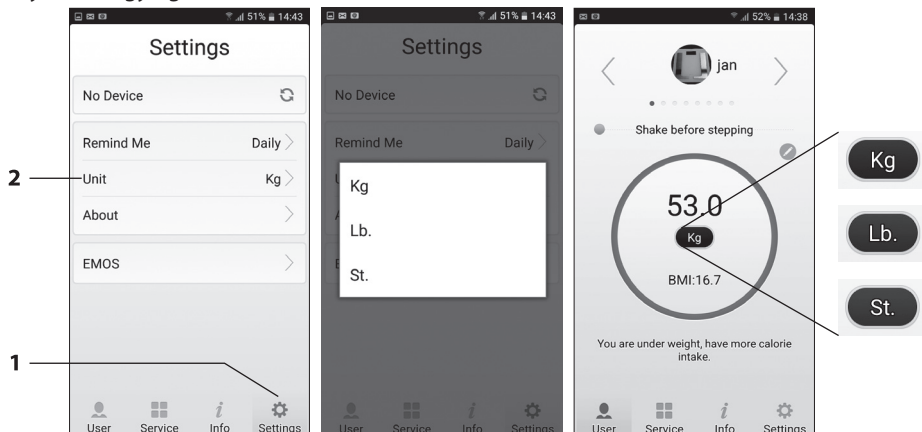 51% 14:43
Settings
No Device
Remind Me Daily
Unit Kg
About
EMOS
User Service Info Settings
2
1
51% 14:43
Settings
No Device
Remind Me Daily
Kg
Lb.
St.
User Service Info Settings
52% 14:38
jan
Shake before stepping
53.0
Kg
BMI:16.7
You are under weight, have more calorie
intake.
User Service Info Settings
Kg
Lb.
St.